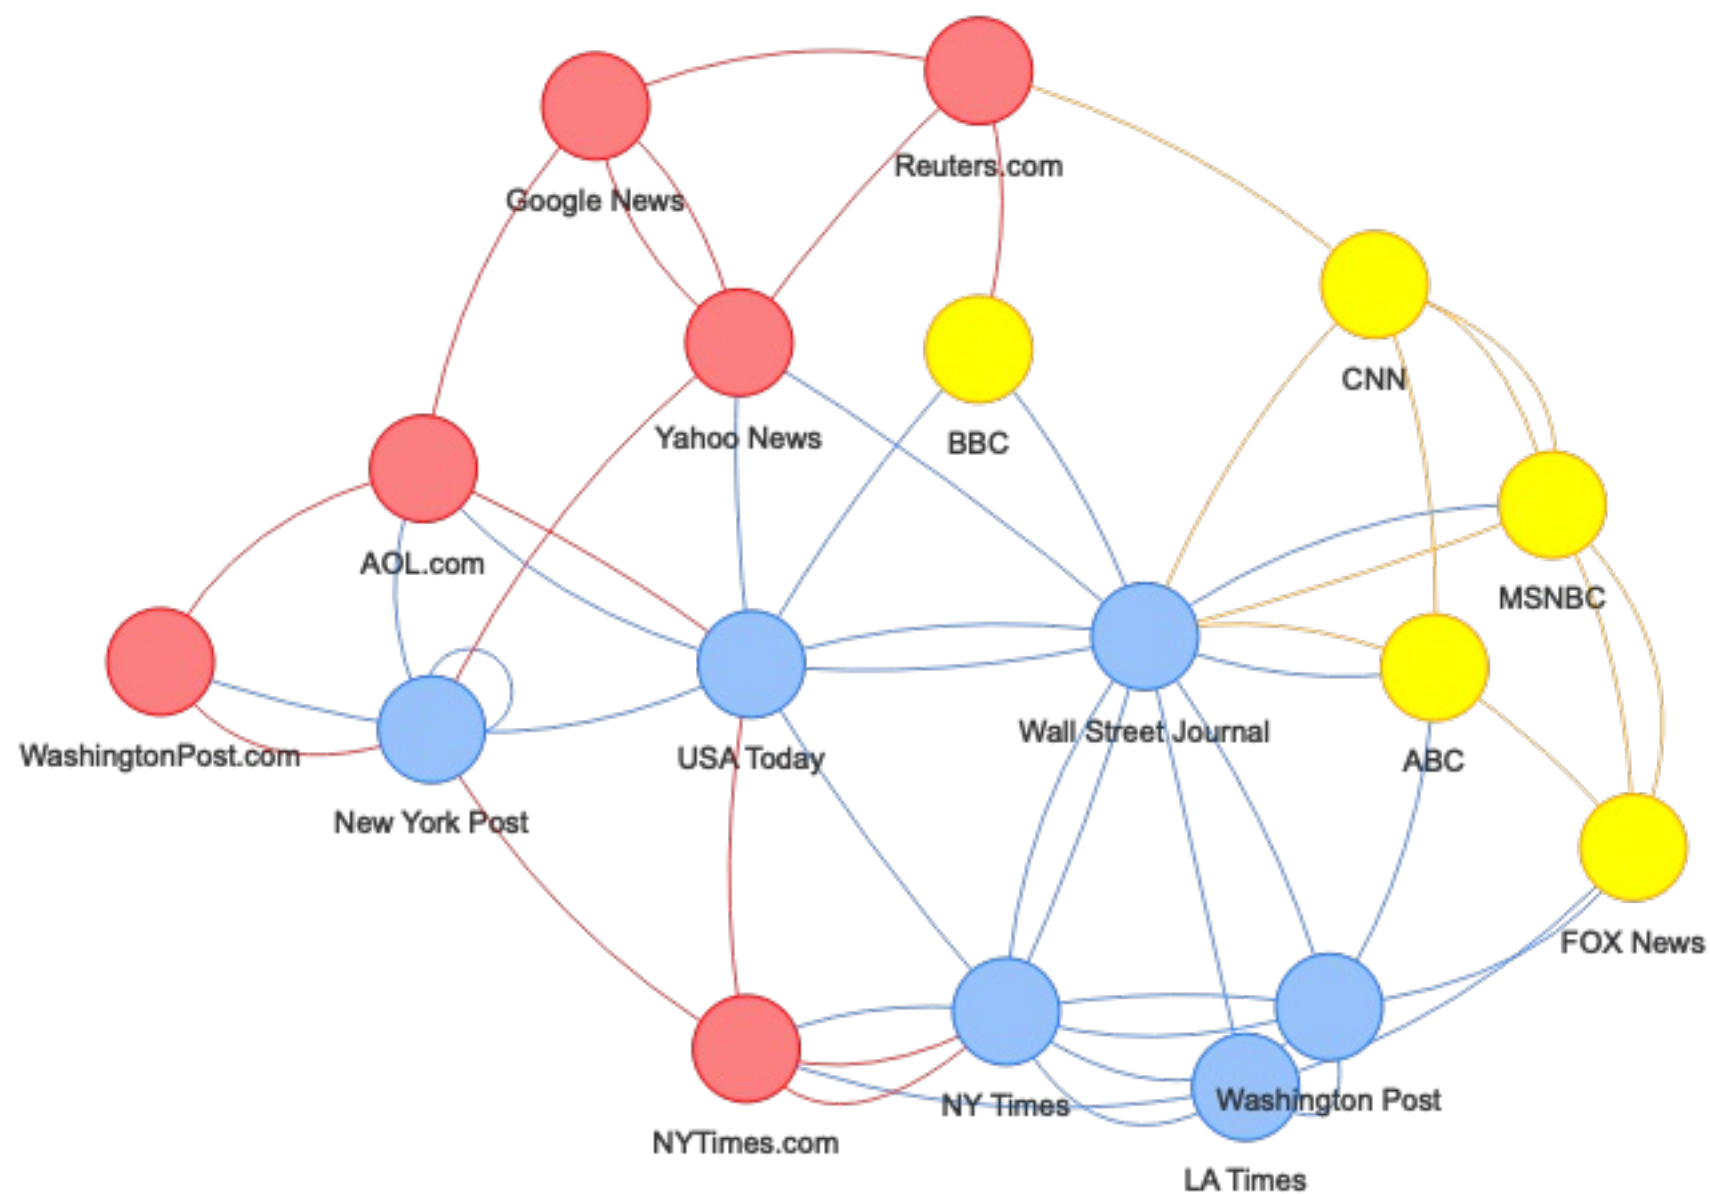 Reuters.com
Google News
CNN
Yahoo News
BBC
AOL.com
MSNBC
WashingtonPost.com
Wall Street Journal
USA Today
ABC
New York Post
FOX News
Washington Post
NY Times
NYTimes.com
LA Times